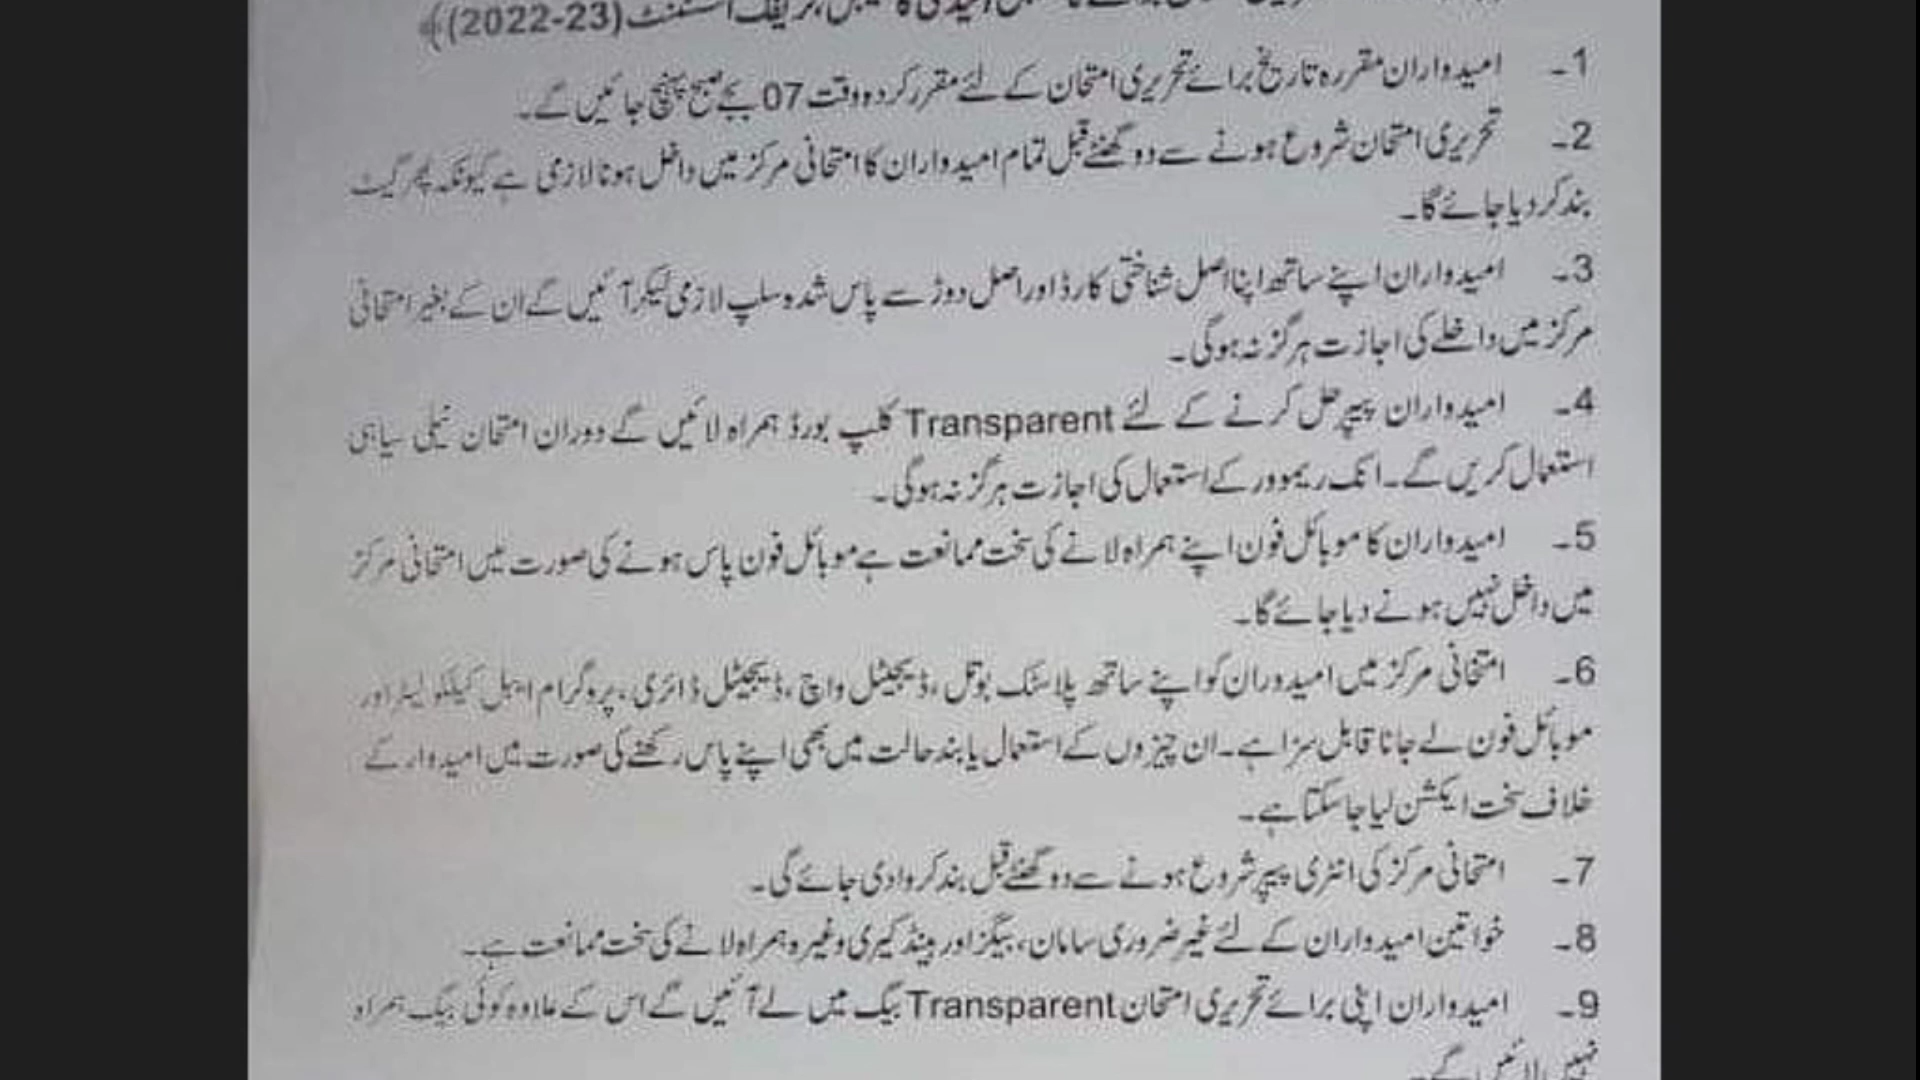 ٹریفک اسسٹنٹ (2022-23)﴾
1۔ امیدواران مقررہ تاریخ برائے تحریری امتحان کے لئے مقرر کردہ وقت 07 بجے صبح پہنچ جائیں گے۔
2۔ تحریری امتحان شروع ہونے سے دو گھنٹے قبل تمام امیدواران کا امتحانی مرکز میں داخل ہونا لازمی ہے کیونکہ پھر گیٹ
بند کر دیا جائے گا۔
3۔ امیدواران اپنے ساتھ اپنا اصل شناختی کارڈ اور اصل دوڑ سے پاس شدہ سلپ لازمی لیکر آئیں گے ان کے بغیر امتحانی
مرکز میں داخلے کی اجازت ہرگز نہ ہوگی۔
4۔ امیدواران پیپر حل کرنے کے لئے Transparent کلپ بورڈ ہمراہ لائیں گے دوران امتحان نیلی سیاہی
استعمال کریں گے۔ انک ریموور کے استعمال کی اجازت ہرگز نہ ہوگی۔
5۔ امیدواران کا موبائل فون اپنے ہمراہ لانے کی سخت ممانعت ہے موبائل فون پاس ہونے کی صورت میں امتحانی مرکز
میں داخل نہیں ہونے دیا جائے گا۔
6۔ امتحانی مرکز میں امیدوران کو اپنے ساتھ پلاسٹک بوتل، ڈیجیٹل واچ، ڈیجیٹل ڈائری، پروگرام ایبل کیلکولیٹر اور
موبائل فون لے جانا قابل سزا ہے۔ ان چیزوں کے استعمال یا بند حالت میں بھی اپنے پاس رکھنے کی صورت میں امیدوار کے
خلاف سخت ایکشن لیا جا سکتا ہے۔
7۔ امتحانی مرکز کی انٹری پیپر شروع ہونے سے دو گھنٹے قبل بند کروا دی جائے گی۔
8۔ خواتین امیدواران کے لئے غیر ضروری سامان، بیگز اور ہینڈ کیری وغیرہ ہمراہ لانے کی سخت ممانعت ہے۔
9۔ امیدواران اپنی برائے تحریری امتحان Transparent بیگ میں لے آئیں گے اس کے علاوہ کوئی بیگ ہمراہ
نہیں لائیں گے۔